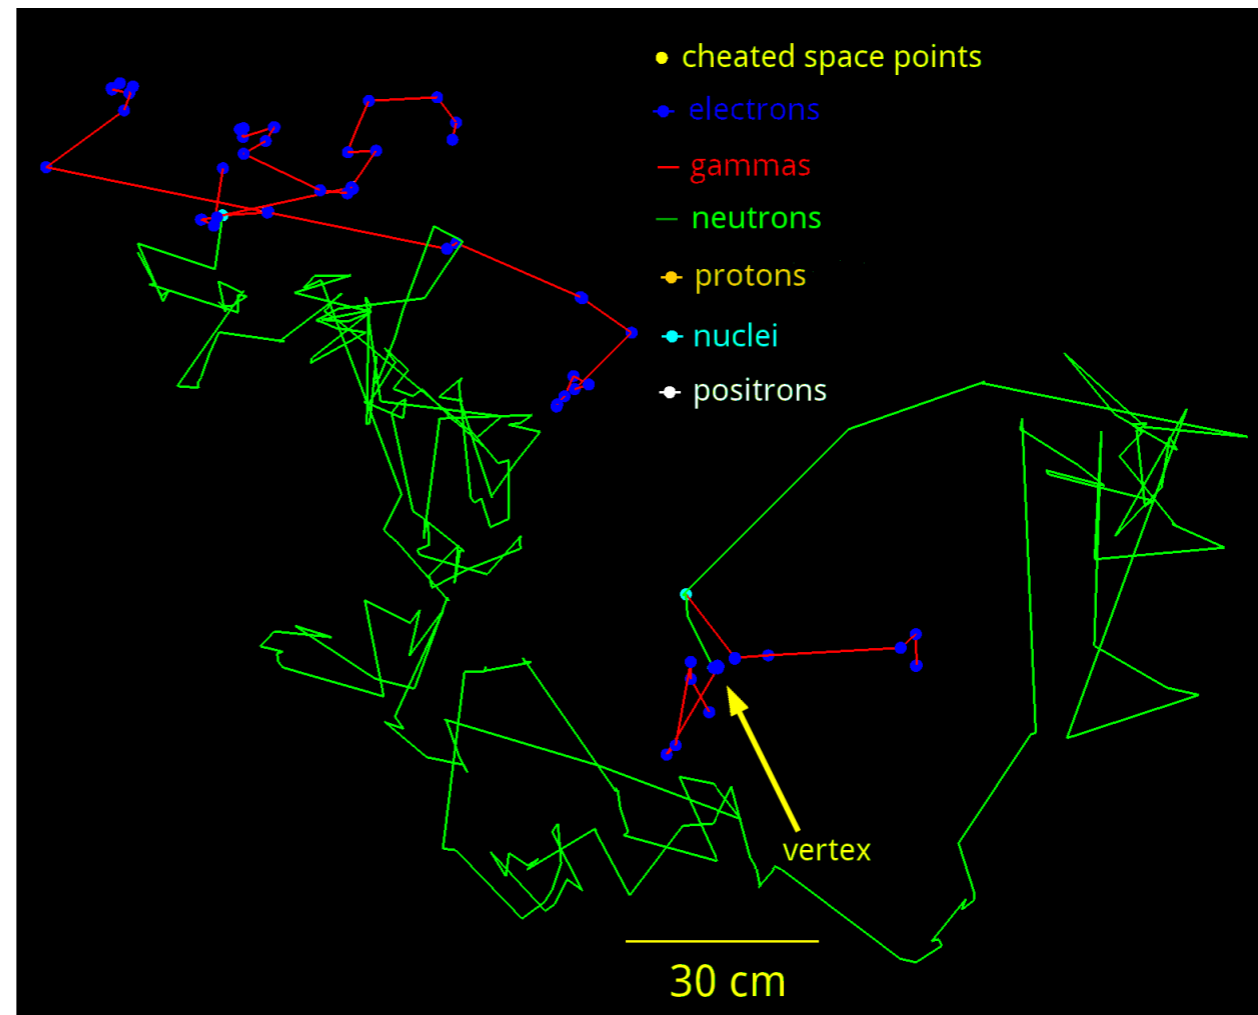 cheated space points
electrons
gammas
neutrons
protons
nuclei
positrons
vertex
30 cm